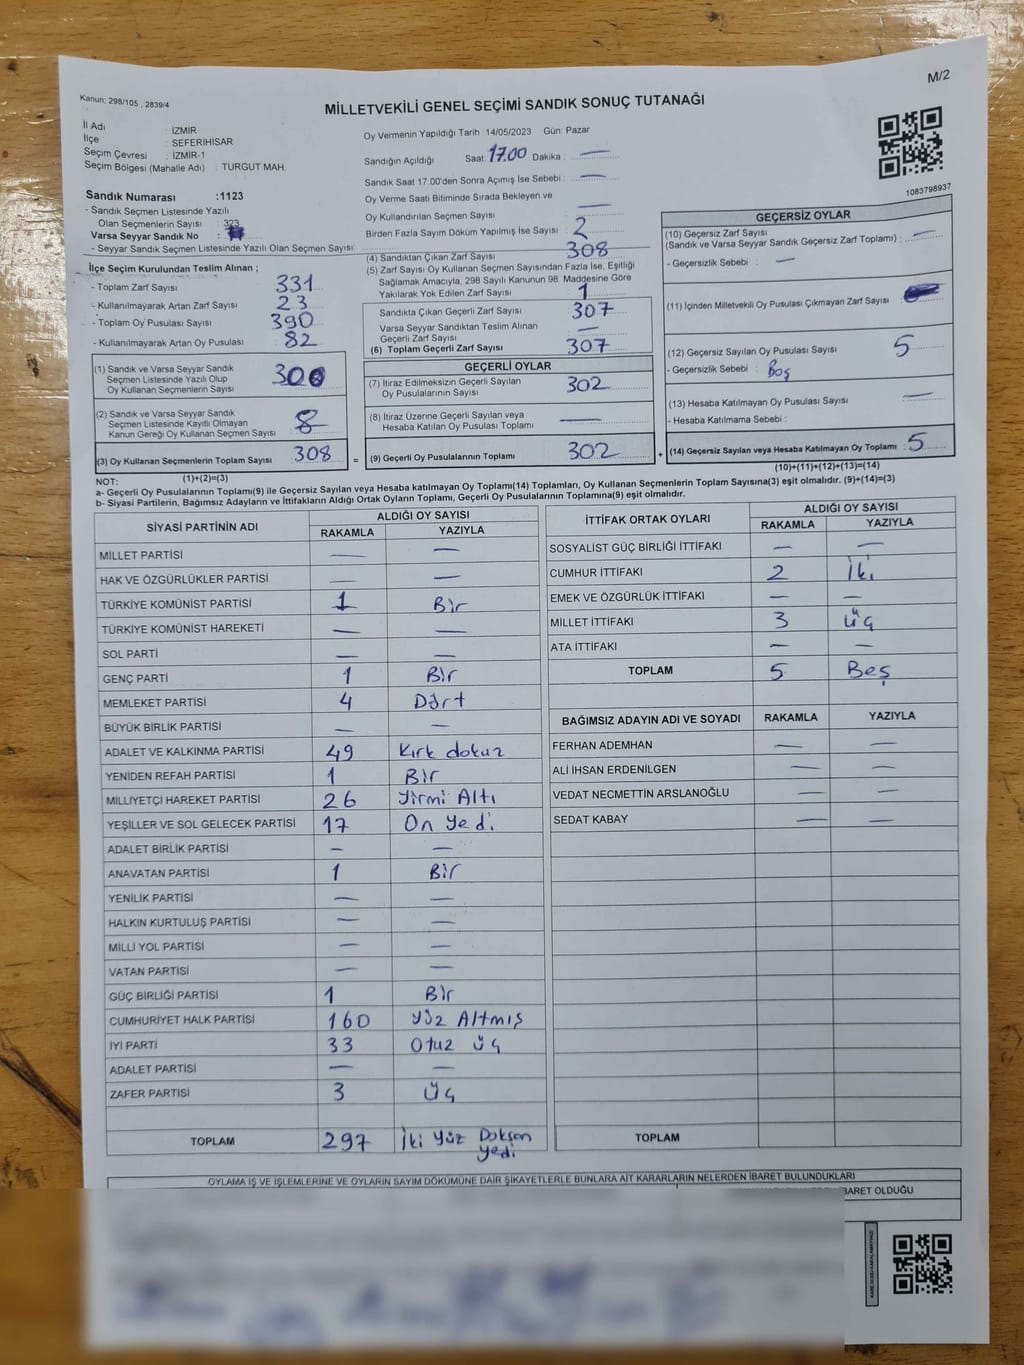 Kanun: 298/105 , 2839/4
M/2
MİLLETVEKİLİ GENEL SEÇİMİ SANDIK SONUÇ TUTANAĞI
İl Adı : İZMİR
İlçe : SEFERİHİSAR
Seçim Çevresi : İZMİR-1
Seçim Bölgesi (Mahalle Adı) : TURGUT MAH.
Sandık Numarası :1123
- Sandık Seçmen Listesinde Yazılı
Olan Seçmenlerin Sayısı : 323
Varsa Seyyar Sandık No :
- Seyyar Sandık Seçmen Listesinde Yazılı Olan Seçmen Sayısı:
Oy Vermenin Yapıldığı Tarih :14/05/2023 Gün: Pazar
Sandığın Açıldığı Saat: 17.00 Dakika : —
Sandık Saat 17:00'den Sonra Açımış İse Sebebi : —
Oy Verme Saati Bitiminde Sırada Bekleyen ve
Oy Kullandırılan Seçmen Sayısı —
Birden Fazla Sayım Döküm Yapılmış İse Sayısı : 2
1083798937
İlçe Seçim Kurulundan Teslim Alınan ;
- Toplam Zarf Sayısı 331
- Kullanılmayarak Artan Zarf Sayısı 23
- Toplam Oy Pusulası Sayısı 390
- Kullanılmayarak Artan Oy Pusulası 82
(1) Sandık ve Varsa Seyyar Sandık
Seçmen Listesinde Yazılı Olup
Oy Kullanan Seçmenlerin Sayısı 300
(2) Sandık ve Varsa Seyyar Sandık
Seçmen Listesinde Kayıtlı Olmayan
Kanun Gereği Oy Kullanan Seçmen Sayısı 8
(3) Oy Kullanan Seçmenlerin Toplam Sayısı 308
(1)+(2)=(3)
(4) Sandıktan Çıkan Zarf Sayısı 308
(5) Zarf Sayısı Oy Kullanan Seçmen Sayısından Fazla İse, Eşitliği
Sağlamak Amacıyla, 298 Sayılı Kanunun 98. Maddesine Göre
Yakılarak Yok Edilen Zarf Sayısı 1
Sandıkta Çıkan Geçerli Zarf Sayısı 307
Varsa Seyyar Sandıktan Teslim Alınan
Geçerli Zarf Sayısı —
(6) Toplam Geçerli Zarf Sayısı 307
GEÇERLİ OYLAR
(7) İtiraz Edilmeksizin Geçerli Sayılan
Oy Pusulalarının Sayısı 302
(8) İtiraz Üzerine Geçerli Sayılan veya
Hesaba Katılan Oy Pusulası Toplamı —
= (9) Geçerli Oy Pusulalarının Toplamı 302
GEÇERSİZ OYLAR
(10) Geçersiz Zarf Sayısı
(Sandık ve Varsa Seyyar Sandık Geçersiz Zarf Toplamı) : —
- Geçersizlik Sebebi : —
(11) İçinden Milletvekili Oy Pusulası Çıkmayan Zarf Sayısı
(12) Geçersiz Sayılan Oy Pusulası Sayısı 5
- Geçersizlik Sebebi : Boş
(13) Hesaba Katılmayan Oy Pusulası Sayısı —
- Hesaba Katılmama Sebebi :
+ (14) Geçersiz Sayılan veya Hesaba Katılmayan Oy Toplamı 5
(10)+(11)+(12)+(13)=(14)
NOT:
a- Geçerli Oy Pusulalarının Toplamı(9) ile Geçersiz Sayılan veya Hesaba Katılmayan Oy Toplamı(14) Toplamları, Oy Kullanan Seçmenlerin Toplam Sayısına(3) eşit olmalıdır. (9)+(14)=(3)
b- Siyasi Partilerin, Bağımsız Adayların ve İttifakların Aldığı Ortak Oyların Toplamı, Geçerli Oy Pusulalarının Toplamına(9) eşit olmalıdır.
SİYASİ PARTİNİN ADI ALDIĞI OY SAYISI
RAKAMLA YAZIYLA
MİLLET PARTİSİ — —
HAK VE ÖZGÜRLÜKLER PARTİSİ — —
TÜRKİYE KOMÜNİST PARTİSİ 1 Bir
TÜRKİYE KOMÜNİST HAREKETİ — —
SOL PARTİ — —
GENÇ PARTİ 1 Bir
MEMLEKET PARTİSİ 4 Dört
BÜYÜK BİRLİK PARTİSİ — —
ADALET VE KALKINMA PARTİSİ 49 Kırk dokuz
YENİDEN REFAH PARTİSİ 1 Bir
MİLLİYETÇİ HAREKET PARTİSİ 26 Yirmi Altı
YEŞİLLER VE SOL GELECEK PARTİSİ 17 On Yedi
ADALET BİRLİK PARTİSİ — —
ANAVATAN PARTİSİ 1 Bir
YENİLİK PARTİSİ — —
HALKIN KURTULUŞ PARTİSİ — —
MİLLİ YOL PARTİSİ — —
VATAN PARTİSİ — —
GÜÇ BİRLİĞİ PARTİSİ 1 Bir
CUMHURİYET HALK PARTİSİ 160 Yüz Altmış
İYİ PARTİ 33 Otuz üç
ADALET PARTİSİ — —
ZAFER PARTİSİ 3 Üç
TOPLAM 297 İki Yüz Doksan
Yedi
İTTİFAK ORTAK OYLARI ALDIĞI OY SAYISI
RAKAMLA YAZIYLA
SOSYALİST GÜÇ BİRLİĞİ İTTİFAKI — —
CUMHUR İTTİFAKI 2 İki
EMEK VE ÖZGÜRLÜK İTTİFAKI — —
MİLLET İTTİFAKI 3 Üç
ATA İTTİFAKI — —
TOPLAM 5 Beş
BAĞIMSIZ ADAYIN ADI VE SOYADI RAKAMLA YAZIYLA
FERHAN ADEMHAN — —
ALİ İHSAN ERDENİLGEN — —
VEDAT NECMETTİN ARSLANOĞLU — —
SEDAT KABAY — —
TOPLAM
OYLAMA İŞ VE İŞLEMLERİNE VE OYLARIN SAYIM DÖKÜMÜNE DAİR ŞİKAYETLERLE BUNLARA AİT KARARLARIN NELERDEN İBARET BULUNDUKLARI
İBARET OLDUĞU